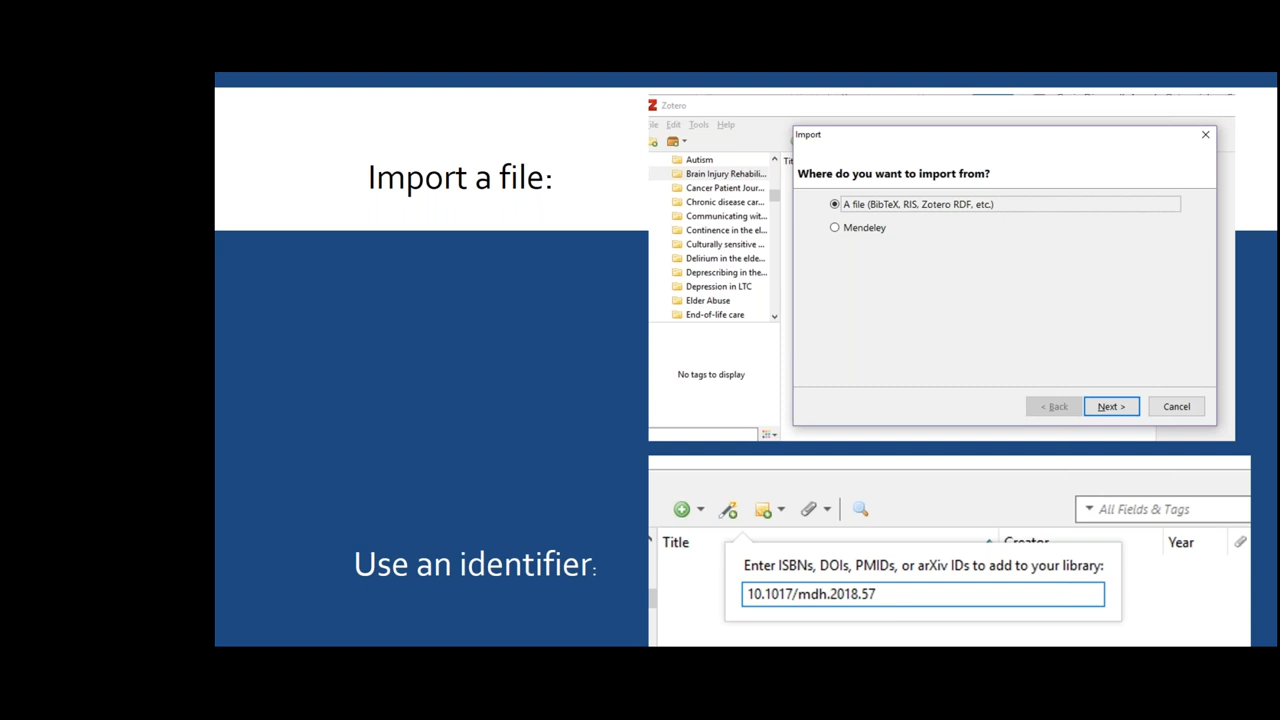 Import a file:
Zotero
File Edit Tools Help
Autism
Brain Injury Rehabili...
Cancer Patient Jour...
Chronic disease car...
Communicating wit...
Continence in the el...
Culturally sensitive ...
Delirium in the elde...
Deprescribing in the...
Depression in LTC
Elder Abuse
End-of-life care
No tags to display
Import
Where do you want to import from?
A file (BibTeX, RIS, Zotero RDF, etc.)
Mendeley
< Back Next > Cancel
Use an identifier:
All Fields & Tags
Title Creator Year
Enter ISBNs, DOIs, PMIDs, or arXiv IDs to add to your library:
10.1017/mdh.2018.57